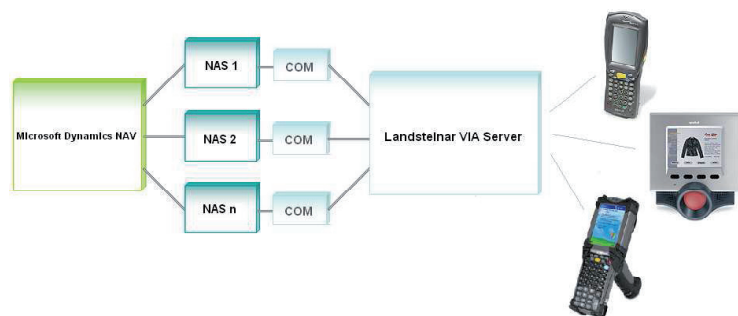 NAS 1
COM
Microsoft Dynamics NAV
NAS 2
COM
Landsteinar VIA Server
NAS n
COM